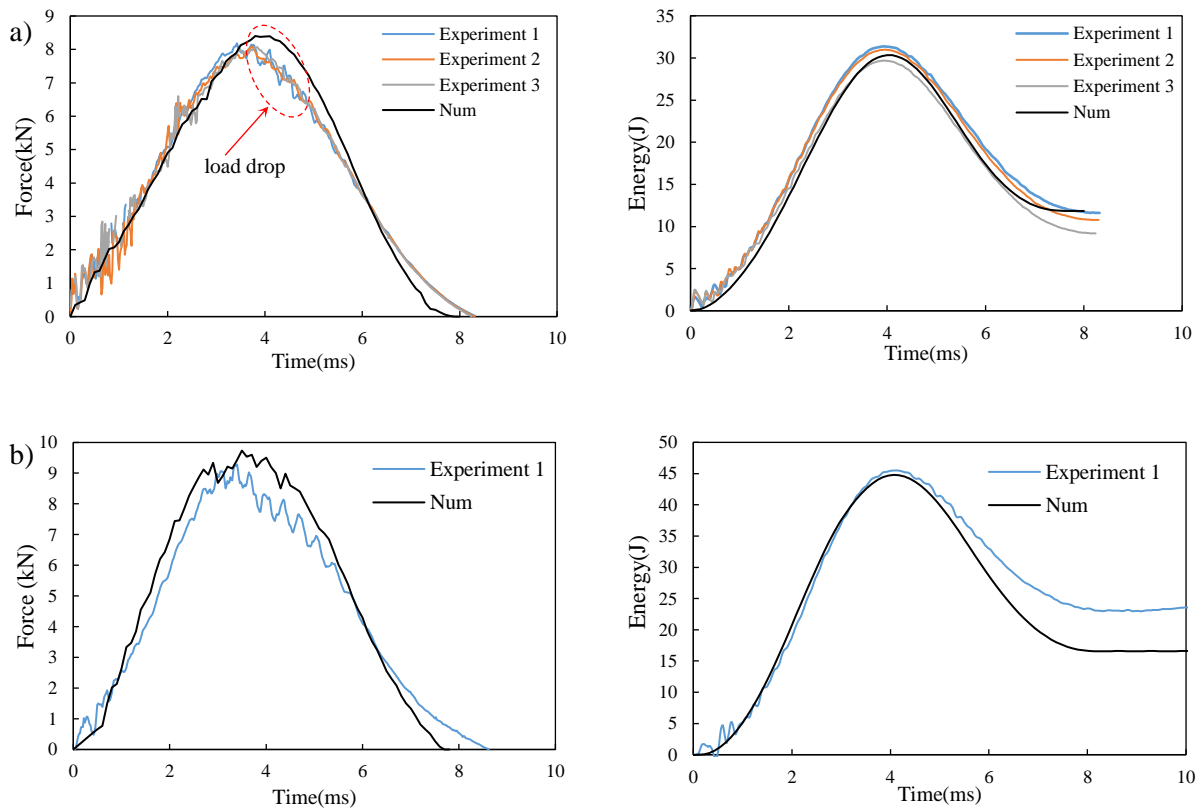 a)
9
8
7
6
5
4
3
2
1
0
Force(kN)
0 2 4 6 8 10
Time(ms)
Experiment 1
Experiment 2
Experiment 3
Num
load drop
35
30
25
20
15
10
5
0
Energy(J)
0 2 4 6 8 10
Time(ms)
Experiment 1
Experiment 2
Experiment 3
Num
b)
10
9
8
7
6
5
4
3
2
1
0
Force (kN)
0 2 4 6 8 10
Time(ms)
Experiment 1
Num
50
45
40
35
30
25
20
15
10
5
0
Energy(J)
0 2 4 6 8 10
Time(ms)
Experiment 1
Num